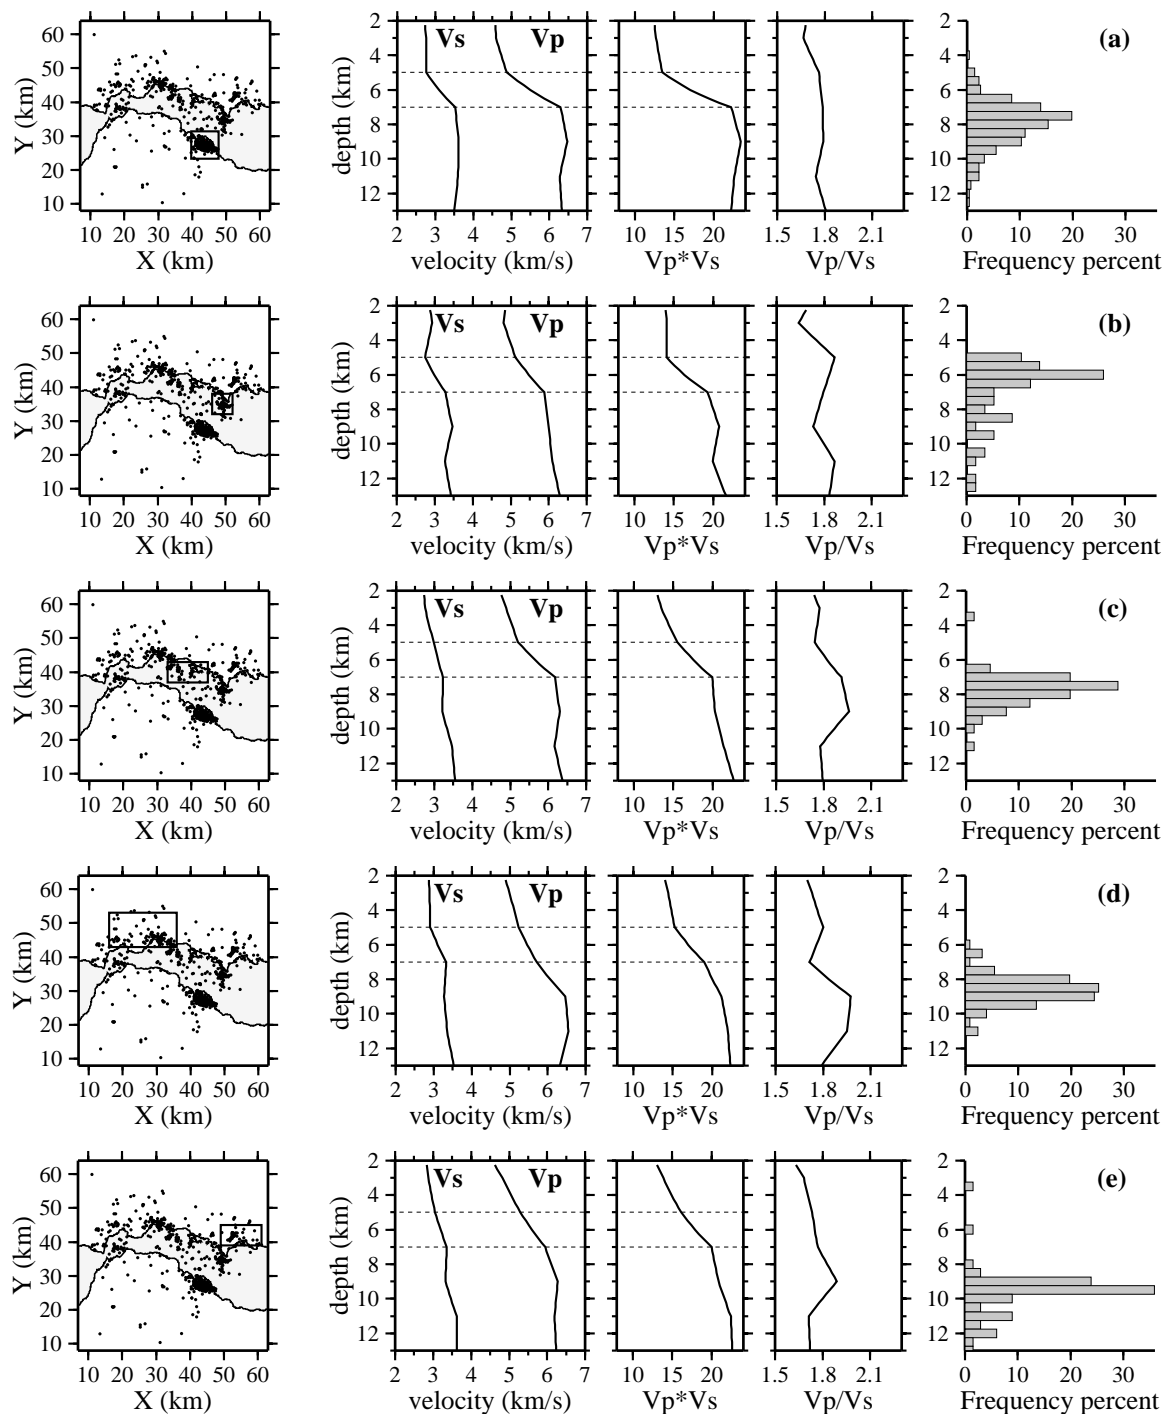 Y (km)
60
50
40
30
20
10
10 20 30 40 50 60
X (km)
depth (km)
2
4
6
8
10
12
Vs Vp
2 3 4 5 6 7
velocity (km/s)
10 15 20
Vp*Vs
1.5 1.8 2.1
Vp/Vs
(a)
0 10 20 30
Frequency percent
Y (km)
60
50
40
30
20
10
10 20 30 40 50 60
X (km)
depth (km)
2
4
6
8
10
12
Vs Vp
2 3 4 5 6 7
velocity (km/s)
10 15 20
Vp*Vs
1.5 1.8 2.1
Vp/Vs
(b)
0 10 20 30
Frequency percent
Y (km)
60
50
40
30
20
10
10 20 30 40 50 60
X (km)
depth (km)
2
4
6
8
10
12
Vs Vp
2 3 4 5 6 7
velocity (km/s)
10 15 20
Vp*Vs
1.5 1.8 2.1
Vp/Vs
(c)
0 10 20 30
Frequency percent
Y (km)
60
50
40
30
20
10
10 20 30 40 50 60
X (km)
depth (km)
2
4
6
8
10
12
Vs Vp
2 3 4 5 6 7
velocity (km/s)
10 15 20
Vp*Vs
1.5 1.8 2.1
Vp/Vs
(d)
0 10 20 30
Frequency percent
Y (km)
60
50
40
30
20
10
10 20 30 40 50 60
X (km)
depth (km)
2
4
6
8
10
12
Vs Vp
2 3 4 5 6 7
velocity (km/s)
10 15 20
Vp*Vs
1.5 1.8 2.1
Vp/Vs
(e)
0 10 20 30
Frequency percent